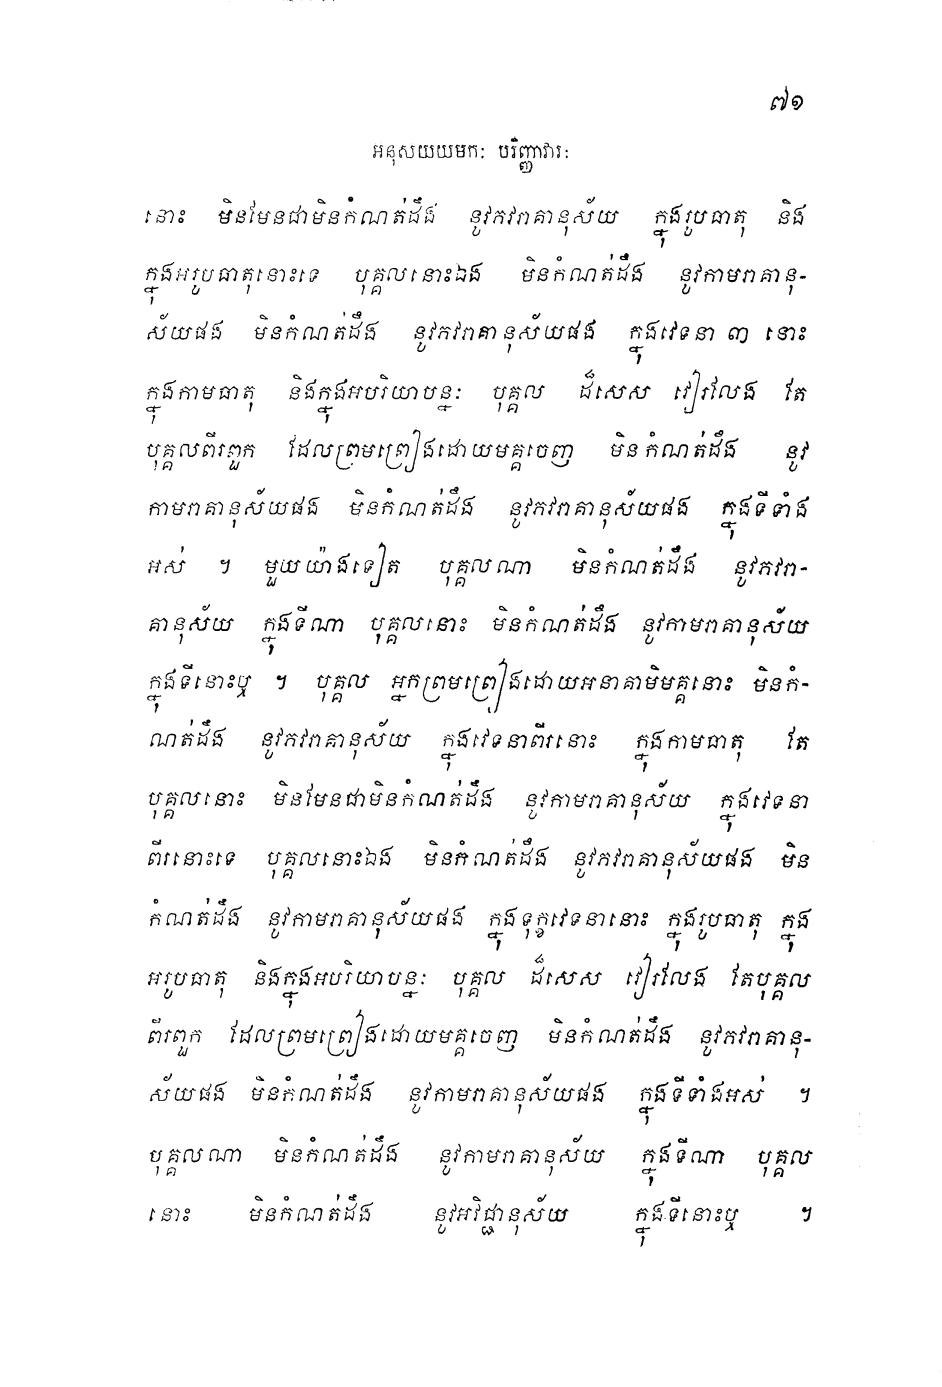 ៧១
អនុសយយមក: បរិញ្ញាវារ:
នោះ មិនមែនជាមិនកំណត់ដឹង នូវភវរាគានុស័យ ក្នុងរូបធាតុ និង
ក្នុងអរូបធាតុនោះទេ បុគ្គលនោះឯង មិនកំណត់ដឹង នូវកាមរាគានុ-
ស័យផង មិនកំណត់ដឹង នូវភវរាគានុស័យផង ក្នុងវេទនា ៣ នោះ
ក្នុងកាមធាតុ និងក្នុងអបរិយាបន្នៈ បុគ្គល ដ៏សេស វៀរលែង តែ
បុគ្គលពីរពួក ដែលព្រមព្រៀងដោយមគ្គចេញ មិនកំណត់ដឹង នូវ
កាមរាគានុស័យផង មិនកំណត់ដឹង នូវភវរាគានុស័យផង ក្នុងទីទាំង
អស់ ។ មួយយ៉ាងទៀត បុគ្គលណា មិនកំណត់ដឹង នូវភវរា-
គានុស័យ ក្នុងទីណា បុគ្គលនោះ មិនកំណត់ដឹង នូវកាមរាគានុស័យ
ក្នុងទីនោះឬ ។ បុគ្គល អ្នកព្រមព្រៀងដោយអនាគាមិមគ្គនោះ មិនកំ-
ណត់ដឹង នូវភវរាគានុស័យ ក្នុងវេទនាពីរនោះ ក្នុងកាមធាតុ តែ
បុគ្គលនោះ មិនមែនជាមិនកំណត់ដឹង នូវកាមរាគានុស័យ ក្នុងវេទនា
ពីរនោះទេ បុគ្គលនោះឯង មិនកំណត់ដឹង នូវភវរាគានុស័យផង មិន
កំណត់ដឹង នូវកាមរាគានុស័យផង ក្នុងទុក្ខវេទនានោះ ក្នុងរូបធាតុ ក្នុង
អរូបធាតុ និងក្នុងអបរិយាបន្នៈ បុគ្គល ដ៏សេស វៀរលែង តែបុគ្គល
ពីរពួក ដែលព្រមព្រៀងដោយមគ្គចេញ មិនកំណត់ដឹង នូវភវរាគានុ-
ស័យផង មិនកំណត់ដឹង នូវកាមរាគានុស័យផង ក្នុងទីទាំងអស់ ។
បុគ្គលណា មិនកំណត់ដឹង នូវកាមរាគានុស័យ ក្នុងទីណា បុគ្គល
នោះ មិនកំណត់ដឹង នូវអវិជ្ជានុស័យ ក្នុងទីនោះឬ ។